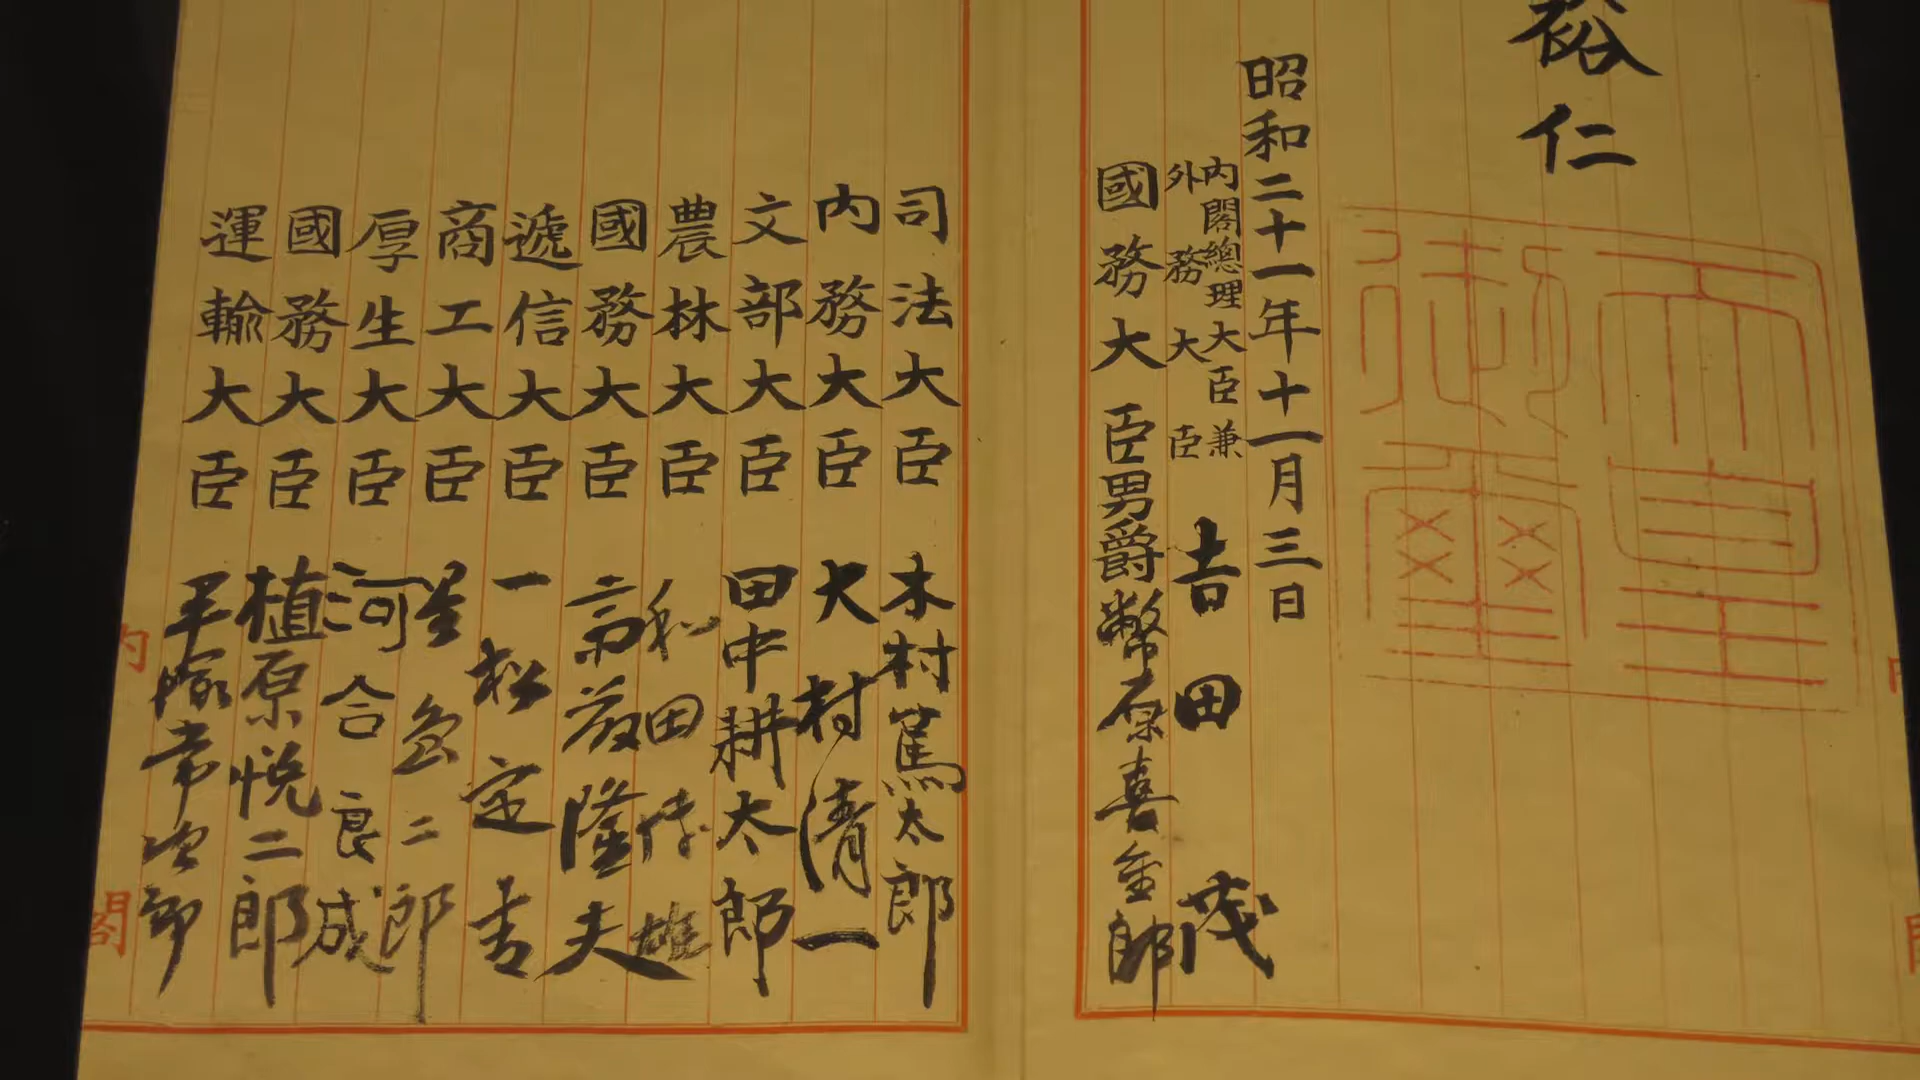 裕仁
天皇
御璽
昭和二十一年十一月三日
内閣總理大臣兼
外務大臣 吉田茂
國務大臣 男爵 幣原喜重郎
司法大臣 木村篤太郎
内務大臣 大村清一
文部大臣 田中耕太郎
農林大臣 和田博雄
國務大臣 斎藤隆夫
遞信大臣 一松定吉
商工大臣 星島二郎
厚生大臣 河合良成
國務大臣 植原悦二郎
運輸大臣 平塚常次郎
内閣